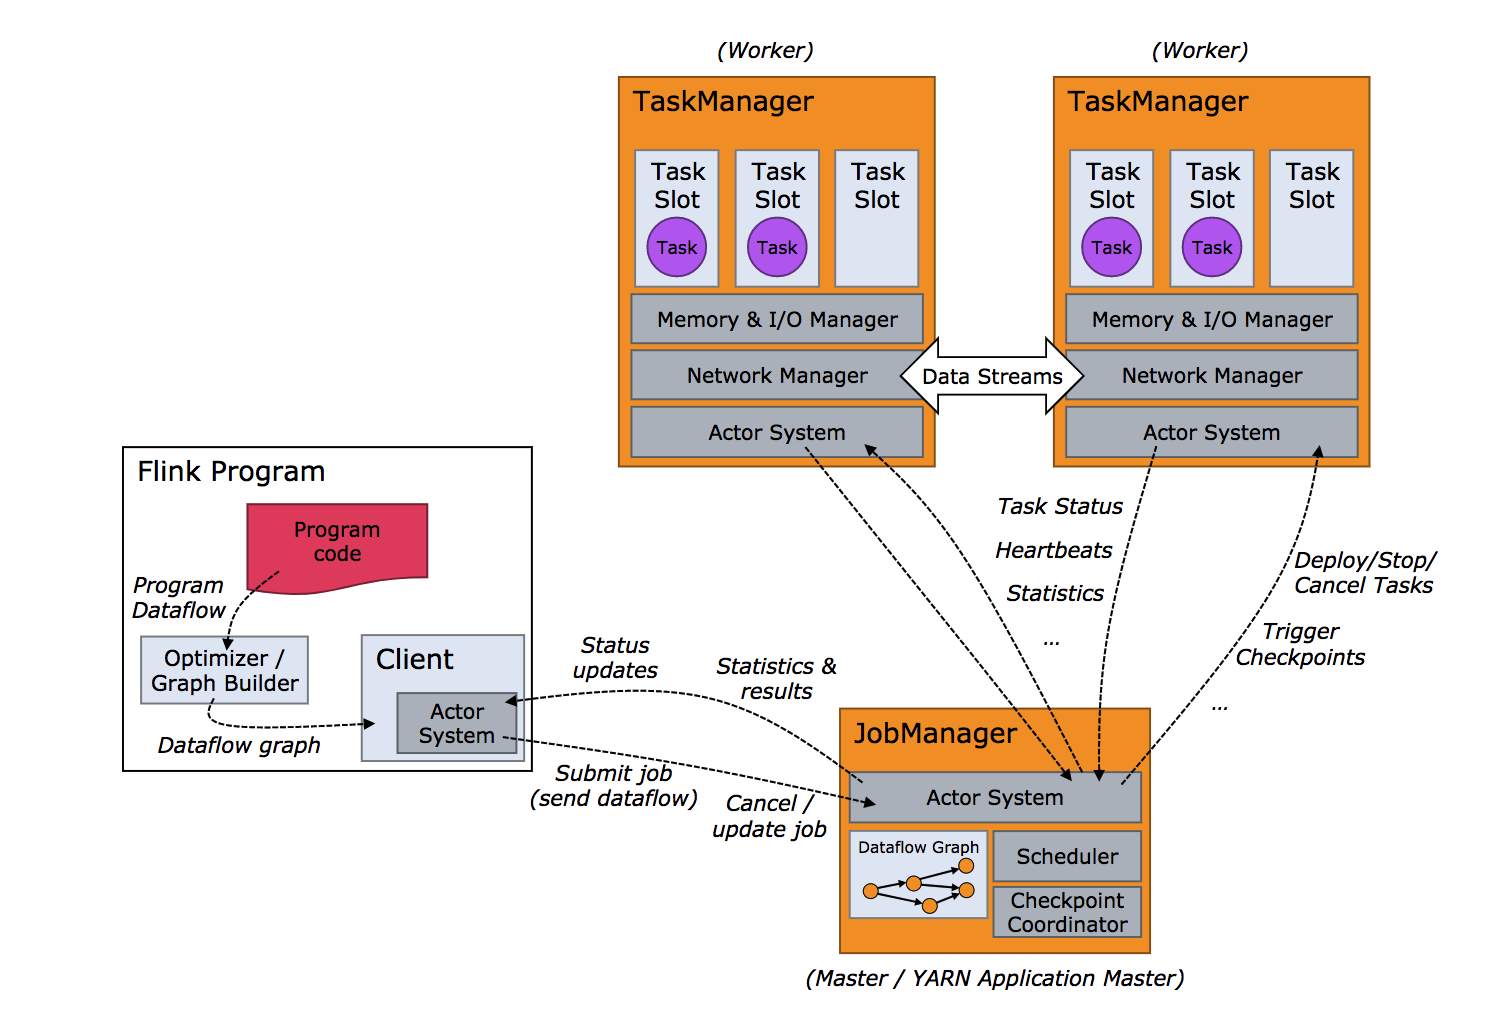 (Worker)
TaskManager
Task
Slot
Task
Task
Slot
Task
Task
Slot
Memory & I/O Manager
Network Manager
Actor System
(Worker)
TaskManager
Task
Slot
Task
Task
Slot
Task
Task
Slot
Memory & I/O Manager
Network Manager
Actor System
Data Streams
Flink Program
Program
code
Program
Dataflow
Optimizer /
Graph Builder
Dataflow graph
Client
Actor
System
Status
updates
Statistics &
results
Submit job
(send dataflow)
Cancel /
update job
Task Status
Heartbeats
Statistics
...
Deploy/Stop/
Cancel Tasks
Trigger
Checkpoints
...
JobManager
Actor System
Dataflow Graph
Scheduler
Checkpoint
Coordinator
(Master / YARN Application Master)